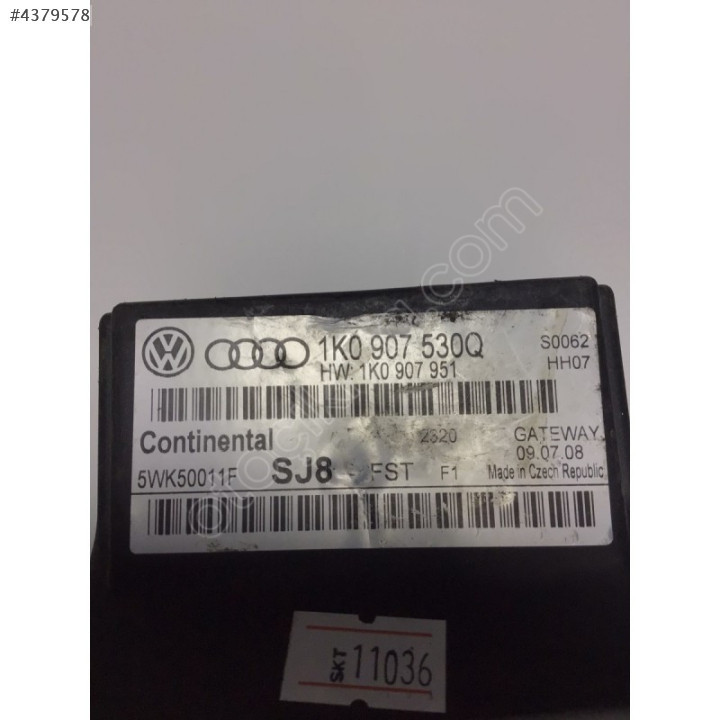 #4379578
1K0 907 530Q
S0062
HW: 1K0 907 951
HH07
Continental
2320
GATEWAY
09.07.08
5WK50011F
SJ8
FST
F1
Made in Czech Republic
SKT 11036